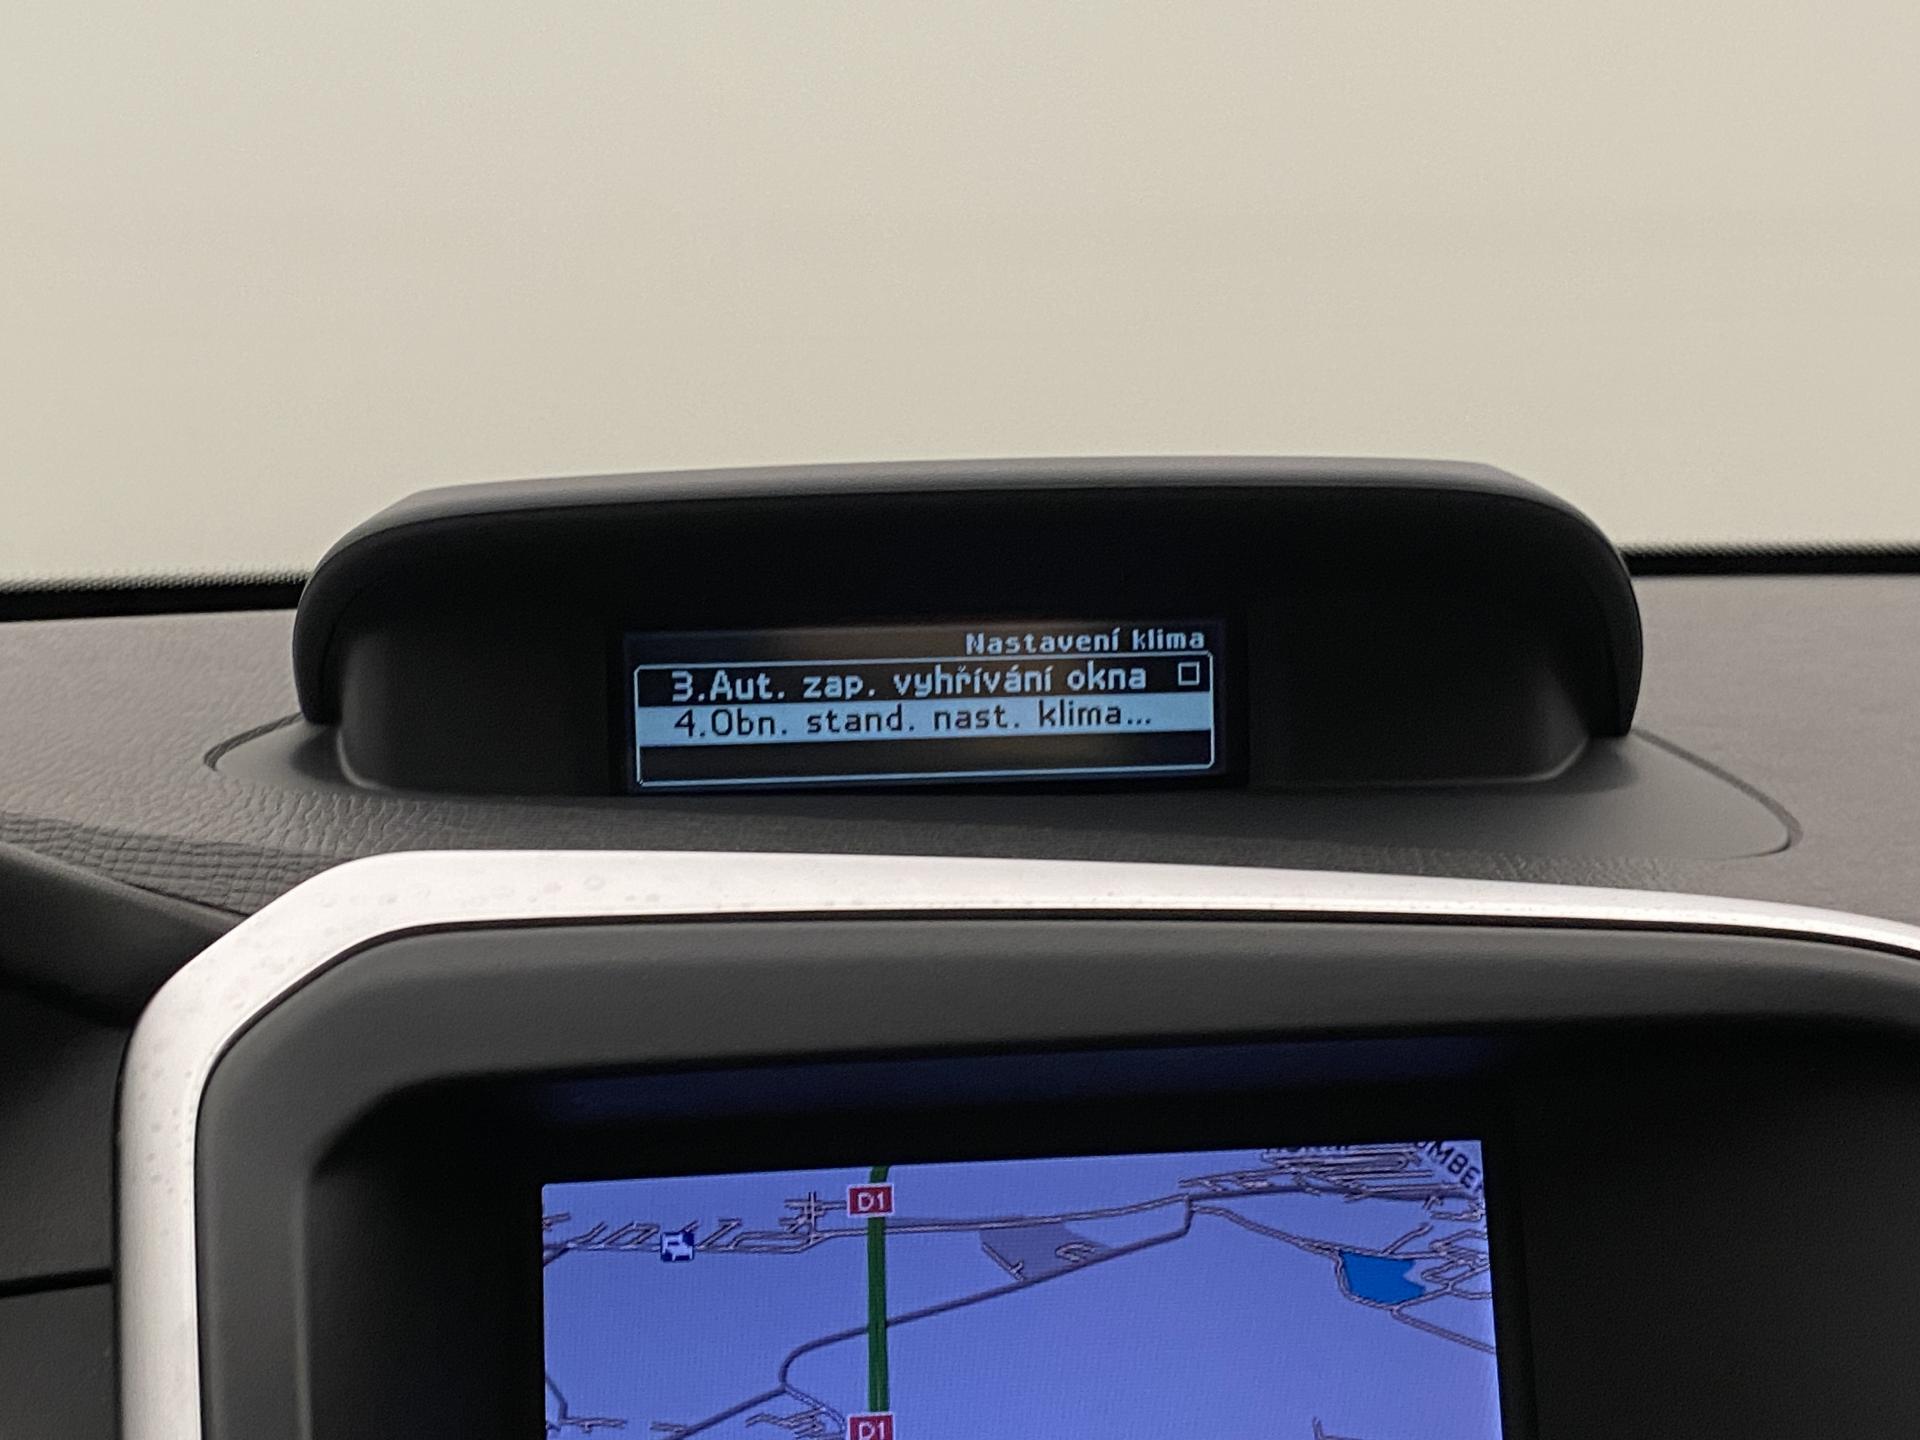 Nastavení klima
3.Aut. zap. vyhřívání okna
4.Obn. stand. nast. klima...
D1
D1